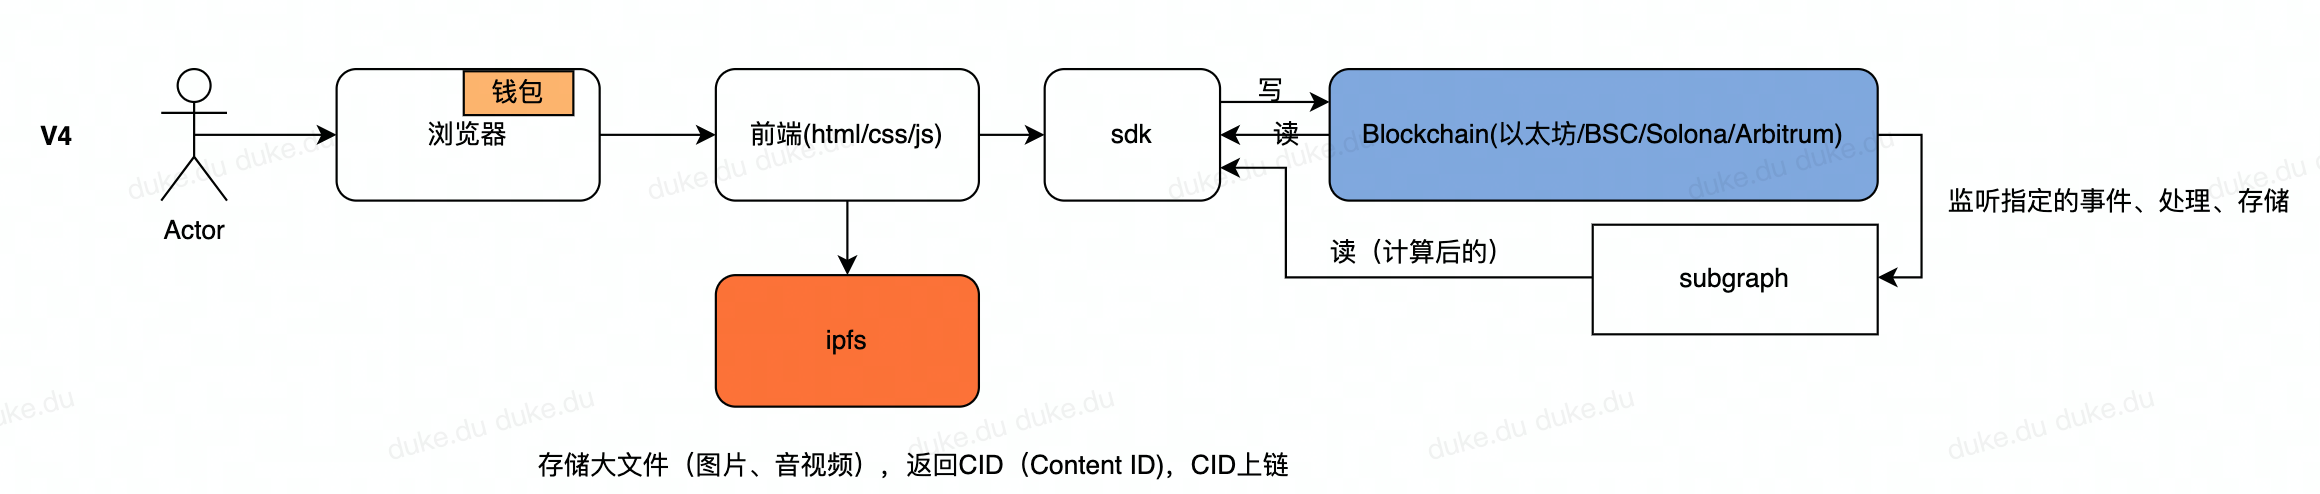 V4
Actor
钱包
浏览器
前端(html/css/js)
sdk
写
读
Blockchain(以太坊/BSC/Solona/Arbitrum)
监听指定的事件、处理、存储
读（计算后的）
subgraph
ipfs
存储大文件（图片、音视频），返回CID（Content ID)，CID上链
duke.du duke.du
duke.du duke.du
duke.du duke.du
duke.du duke.du
duke.du d
uke.du
duke.du duke.du
duke.du duke.du
duke.du duke.du
duke.du duke.du